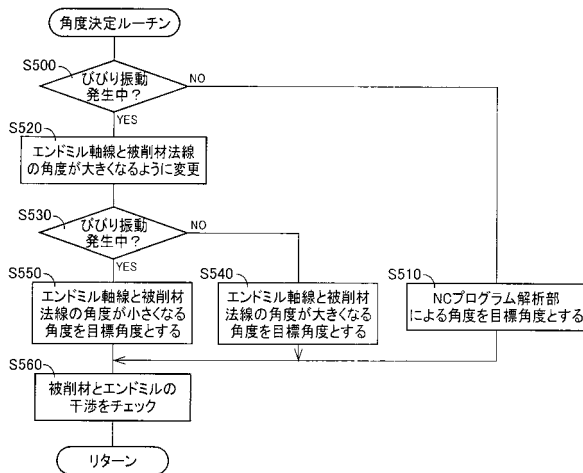 角度決定ルーチン
S500
びびり振動
発生中？
NO
YES
S520
エンドミル軸線と被削材法線
の角度が大きくなるように変更
S530
びびり振動
発生中？
NO
YES
S550
エンドミル軸線と被削材
法線の角度が小さくなる
角度を目標角度とする
S540
エンドミル軸線と被削材
法線の角度が大きくなる
角度を目標角度とする
S510
NCプログラム解析部
による角度を目標角度とする
S560
被削材とエンドミルの
干渉をチェック
リターン